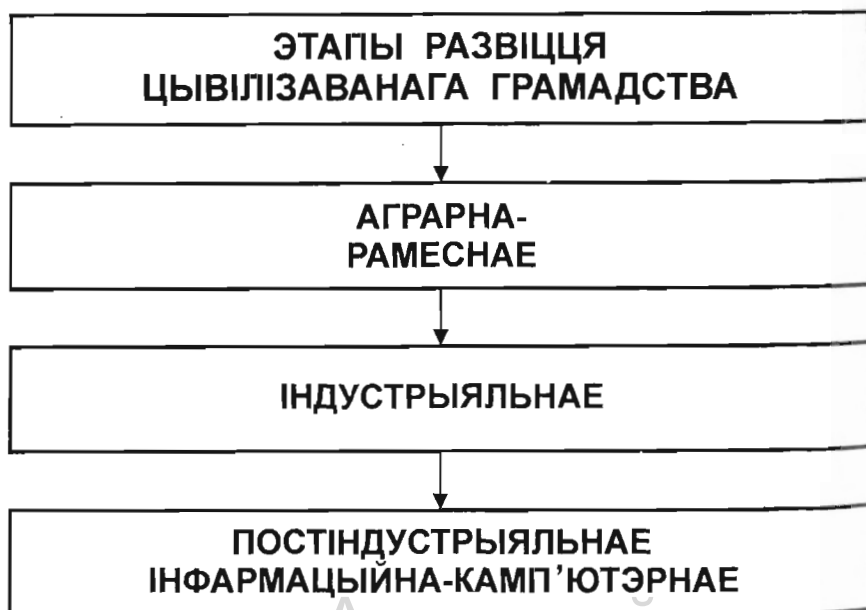 ЭТАПЫ РАЗВІЦЦЯ
ЦЫВІЛІЗАВАНАГА ГРАМАДСТВА
АГРАРНА-
РАМЕСНАЕ
ІНДУСТРЫЯЛЬНАЕ
ПОСТІНДУСТРЫЯЛЬНАЕ
ІНФАРМАЦЫЙНА-КАМП'ЮТЭРНАЕ